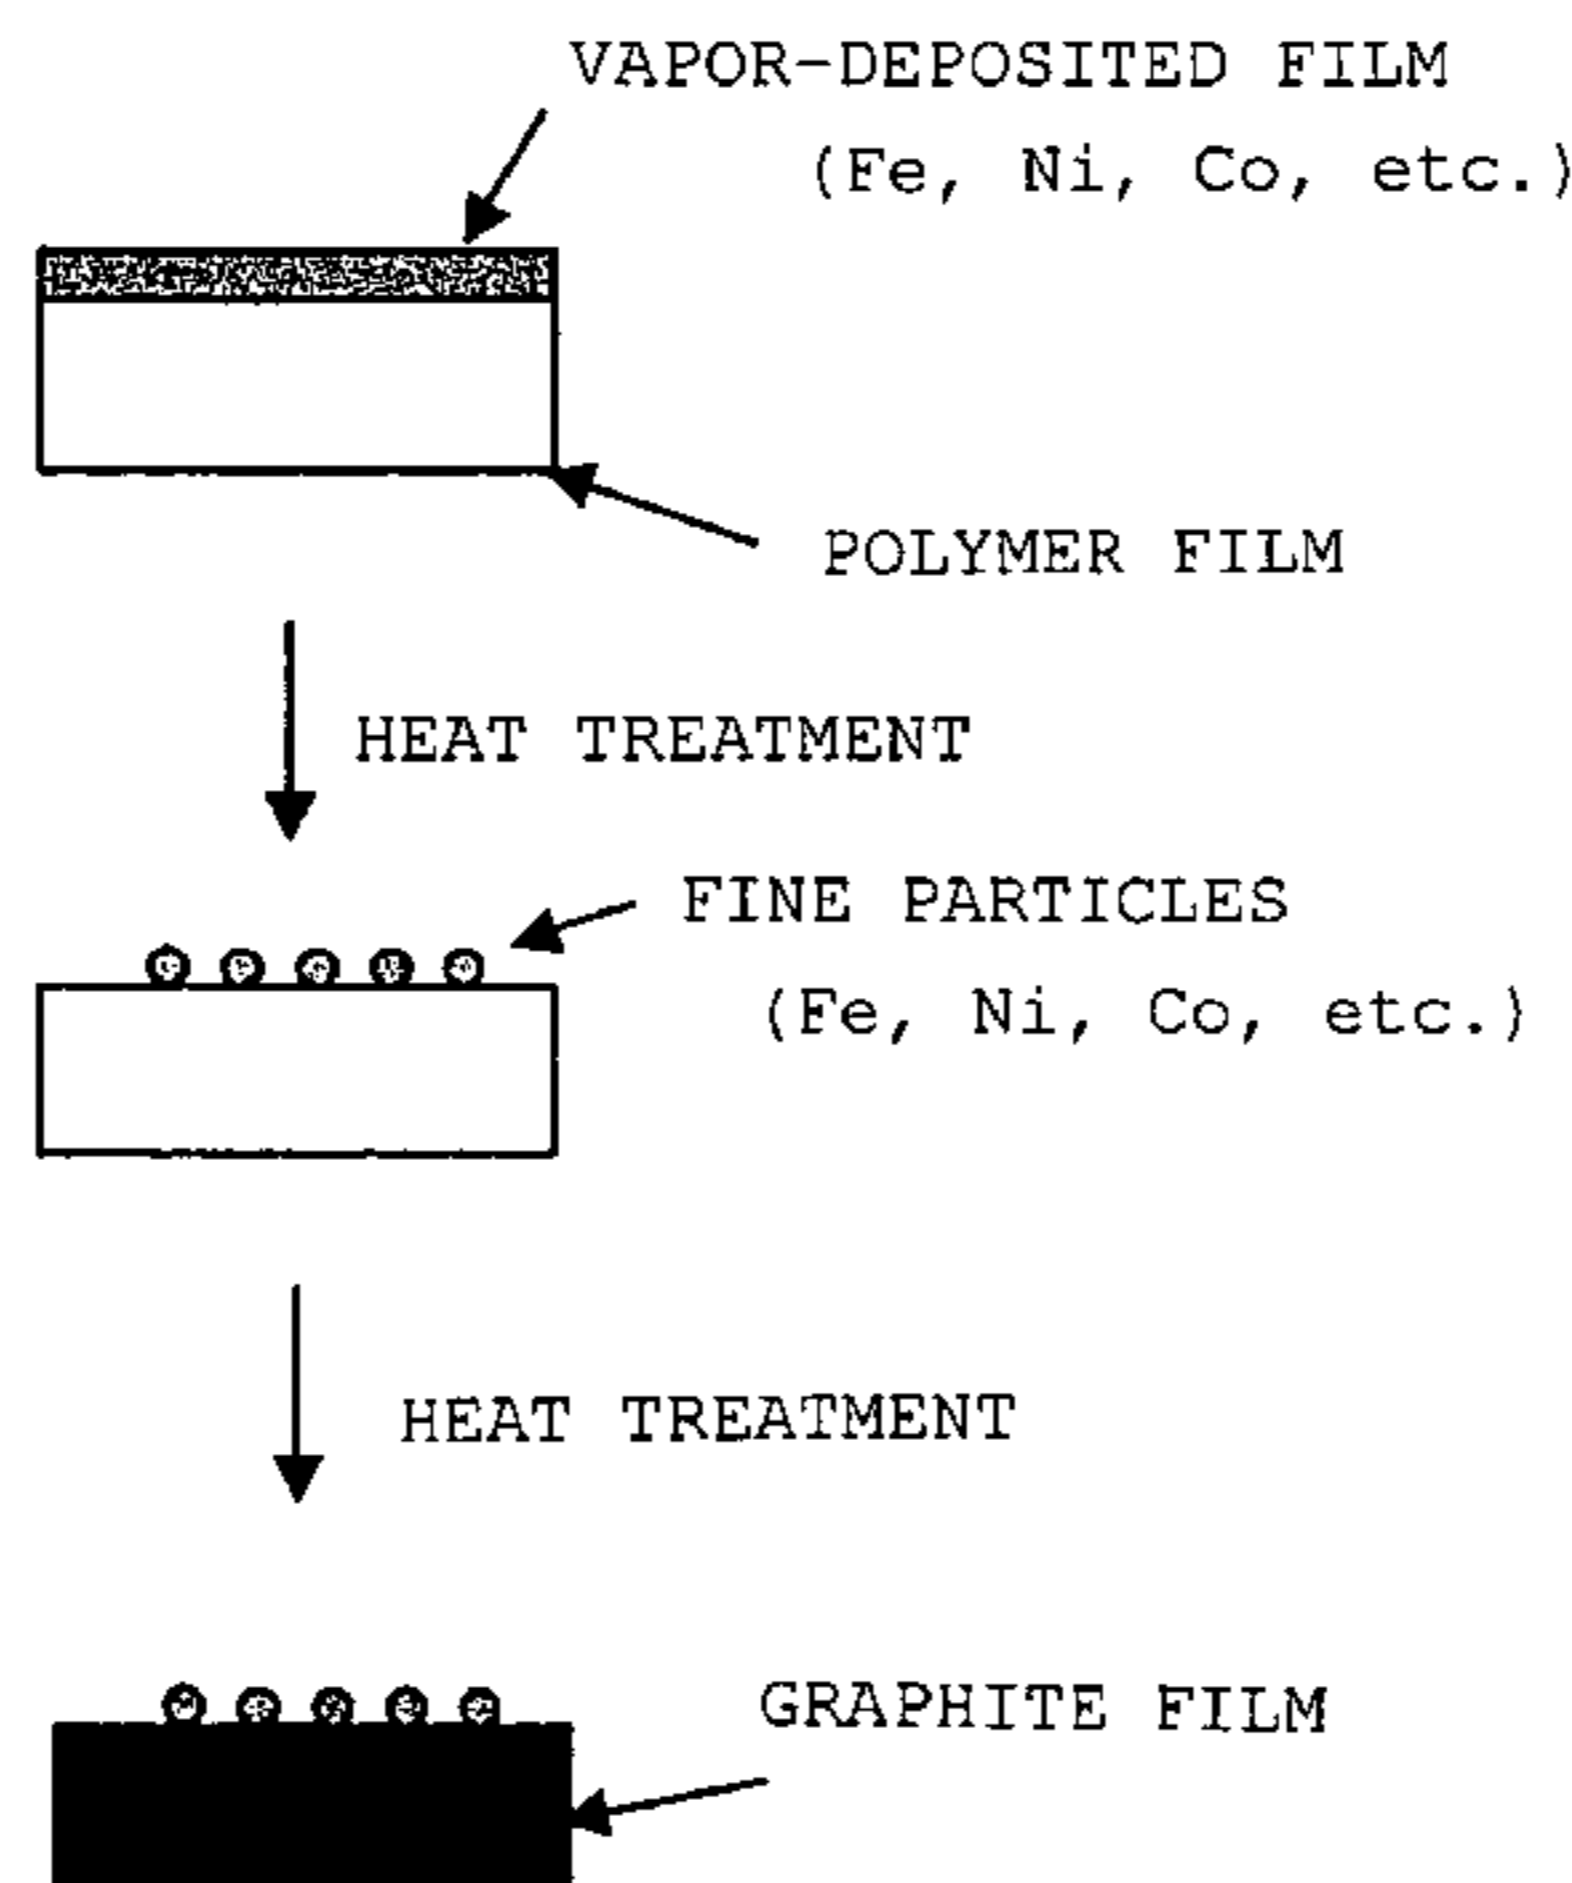 VAPOR-DEPOSITED FILM
(Fe, Ni, Co, etc.)
POLYMER FILM
HEAT TREATMENT
FINE PARTICLES
(Fe, Ni, Co, etc.)
HEAT TREATMENT
GRAPHITE FILM